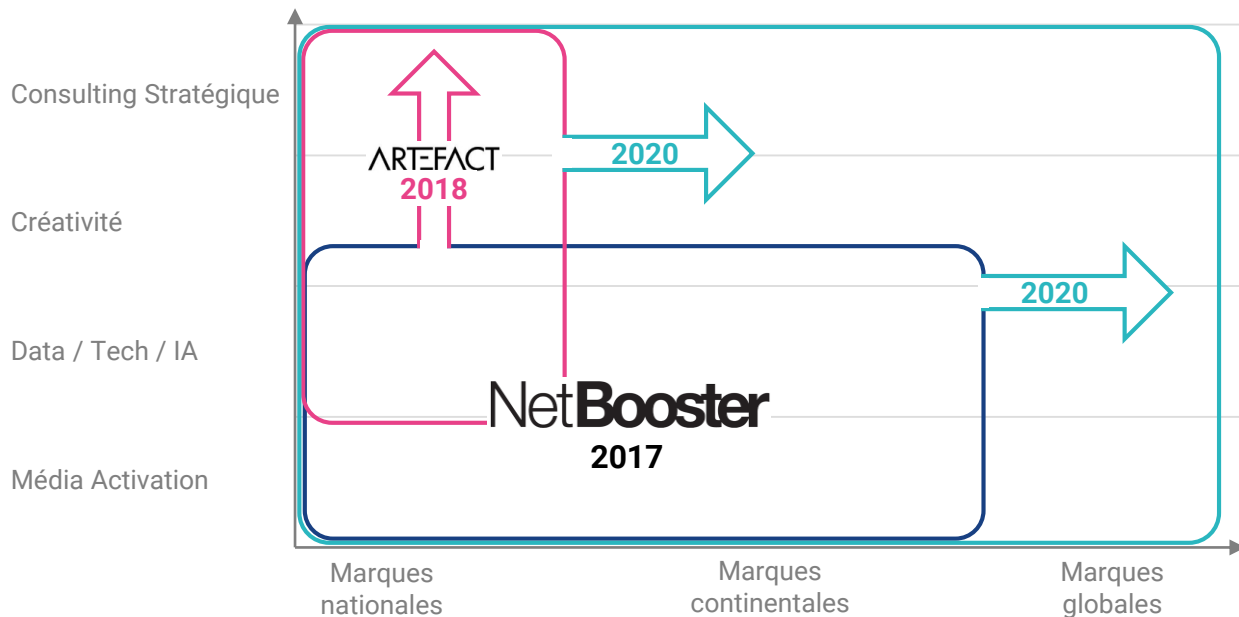 Consulting Stratégique
ARTEFACT
2018
2020
Créativité
2020
Data / Tech / IA
NetBooster
2017
Média Activation
Marques
nationales
Marques
continentales
Marques
globales